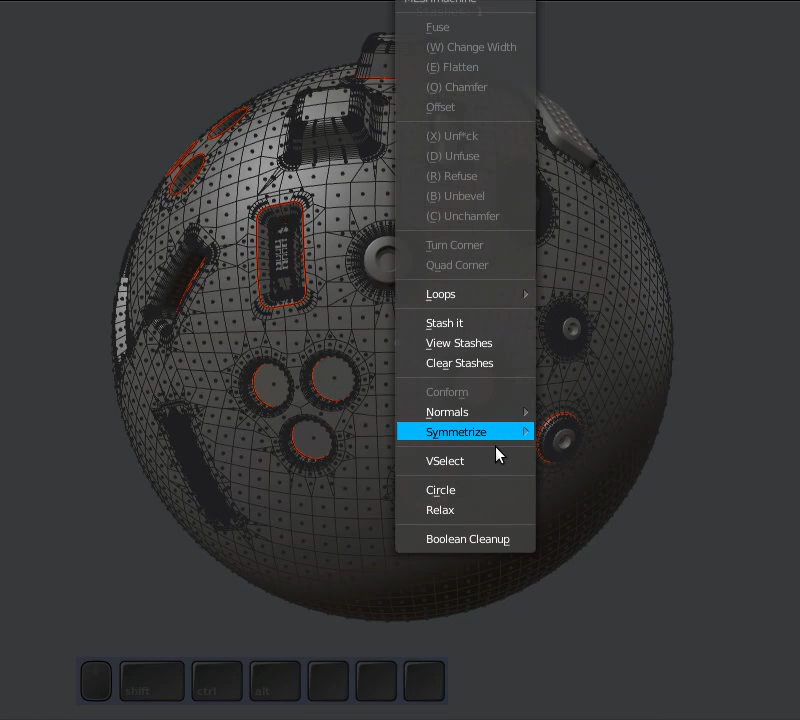 MESHmachine
Fuse
(W) Change Width
(E) Flatten
(Q) Chamfer
Offset
(X) Unf*ck
(D) Unfuse
(R) Refuse
(B) Unbevel
(C) Unchamfer
Turn Corner
Quad Corner
Loops
Stash it
View Stashes
Clear Stashes
Conform
Normals
Symmetrize
VSelect
Circle
Relax
Boolean Cleanup
shift ctrl alt